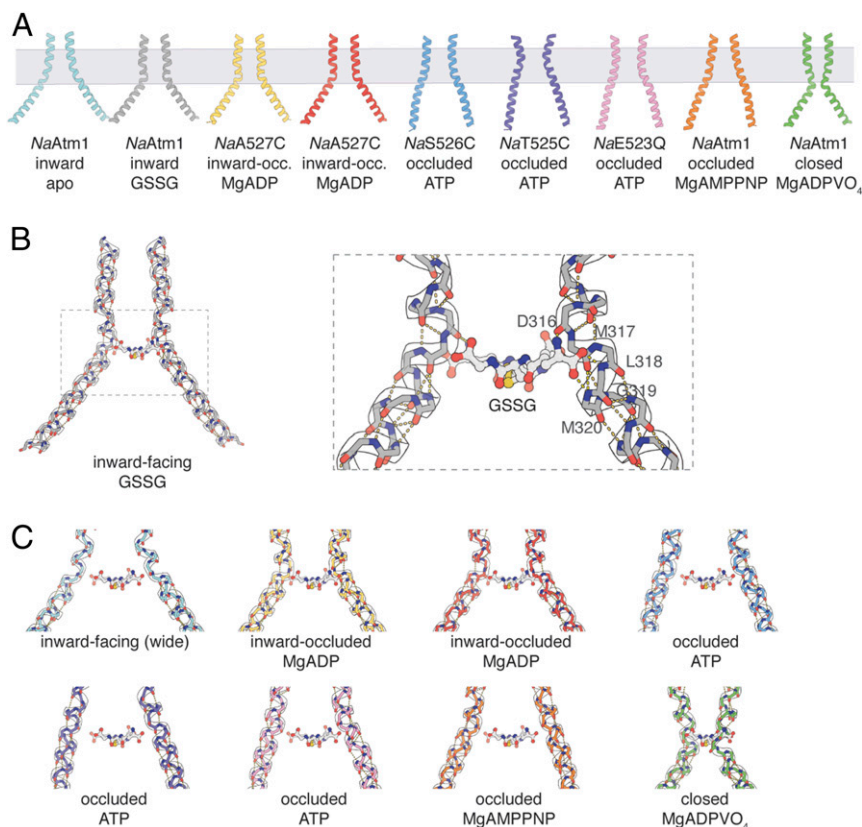 A
NaAtm1 inward apo
NaAtm1 inward GSSG
NaA527C inward-occ. MgADP
NaA527C inward-occ. MgADP
NaS526C occluded ATP
NaT525C occluded ATP
NaE523Q occluded ATP
NaAtm1 occluded MgAMPPNP
NaAtm1 closed MgADPVO4
B
inward-facing
GSSG
D316
M317
L318
G319
M320
GSSG
C
inward-facing (wide)
inward-occluded
MgADP
inward-occluded
MgADP
occluded
ATP
occluded
ATP
occluded
ATP
occluded
MgAMPPNP
closed
MgADPVO4